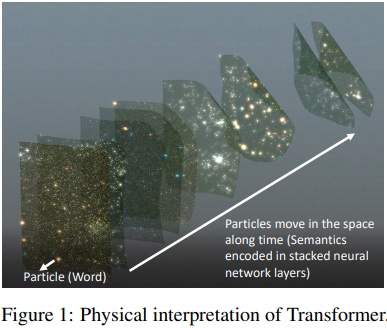 Particles move in the space
along time (Semantics
encoded in stacked neural
network layers)
Particle (Word)
Figure 1: Physical interpretation of Transformer.